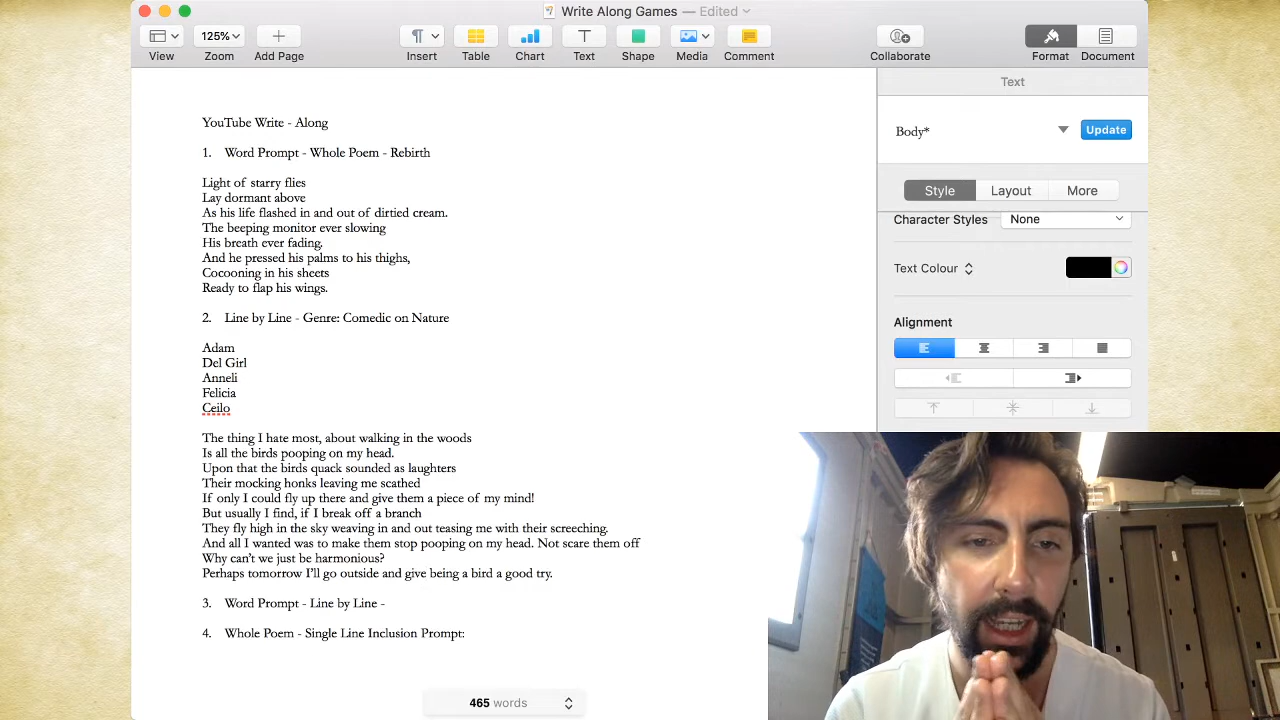 Write Along Games — Edited
125%
View Zoom Add Page Insert Table Chart Text Shape Media Comment Collaborate Format Document
Text
Body*
Update
Style Layout More
Character Styles None
Text Colour
Alignment
YouTube Write - Along
1. Word Prompt - Whole Poem - Rebirth
Light of starry flies
Lay dormant above
As his life flashed in and out of dirtied cream.
The beeping monitor ever slowing
His breath ever fading.
And he pressed his palms to his thighs,
Cocooning in his sheets
Ready to flap his wings.
2. Line by Line - Genre: Comedic on Nature
Adam
Del Girl
Anneli
Felicia
Ceilo
The thing I hate most, about walking in the woods
Is all the birds pooping on my head.
Upon that the birds quack sounded as laughters
Their mocking honks leaving me scathed
If only I could fly up there and give them a piece of my mind!
But usually I find, if I break off a branch
They fly high in the sky weaving in and out teasing me with their screeching.
And all I wanted was to make them stop pooping on my head. Not scare them off
Why can't we just be harmonious?
Perhaps tomorrow I'll go outside and give being a bird a good try.
3. Word Prompt - Line by Line -
4. Whole Poem - Single Line Inclusion Prompt:
465 words